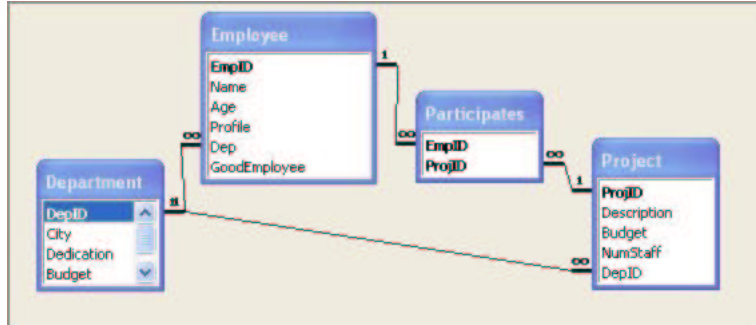 Employee
EmpID
Name
Age
Profile
Dep
GoodEmployee
1
∞
Participates
EmpID
ProjID
∞
∞
1
Project
ProjID
Description
Budget
NumStaff
DepID
∞
Department
DepID
City
Dedication
Budget